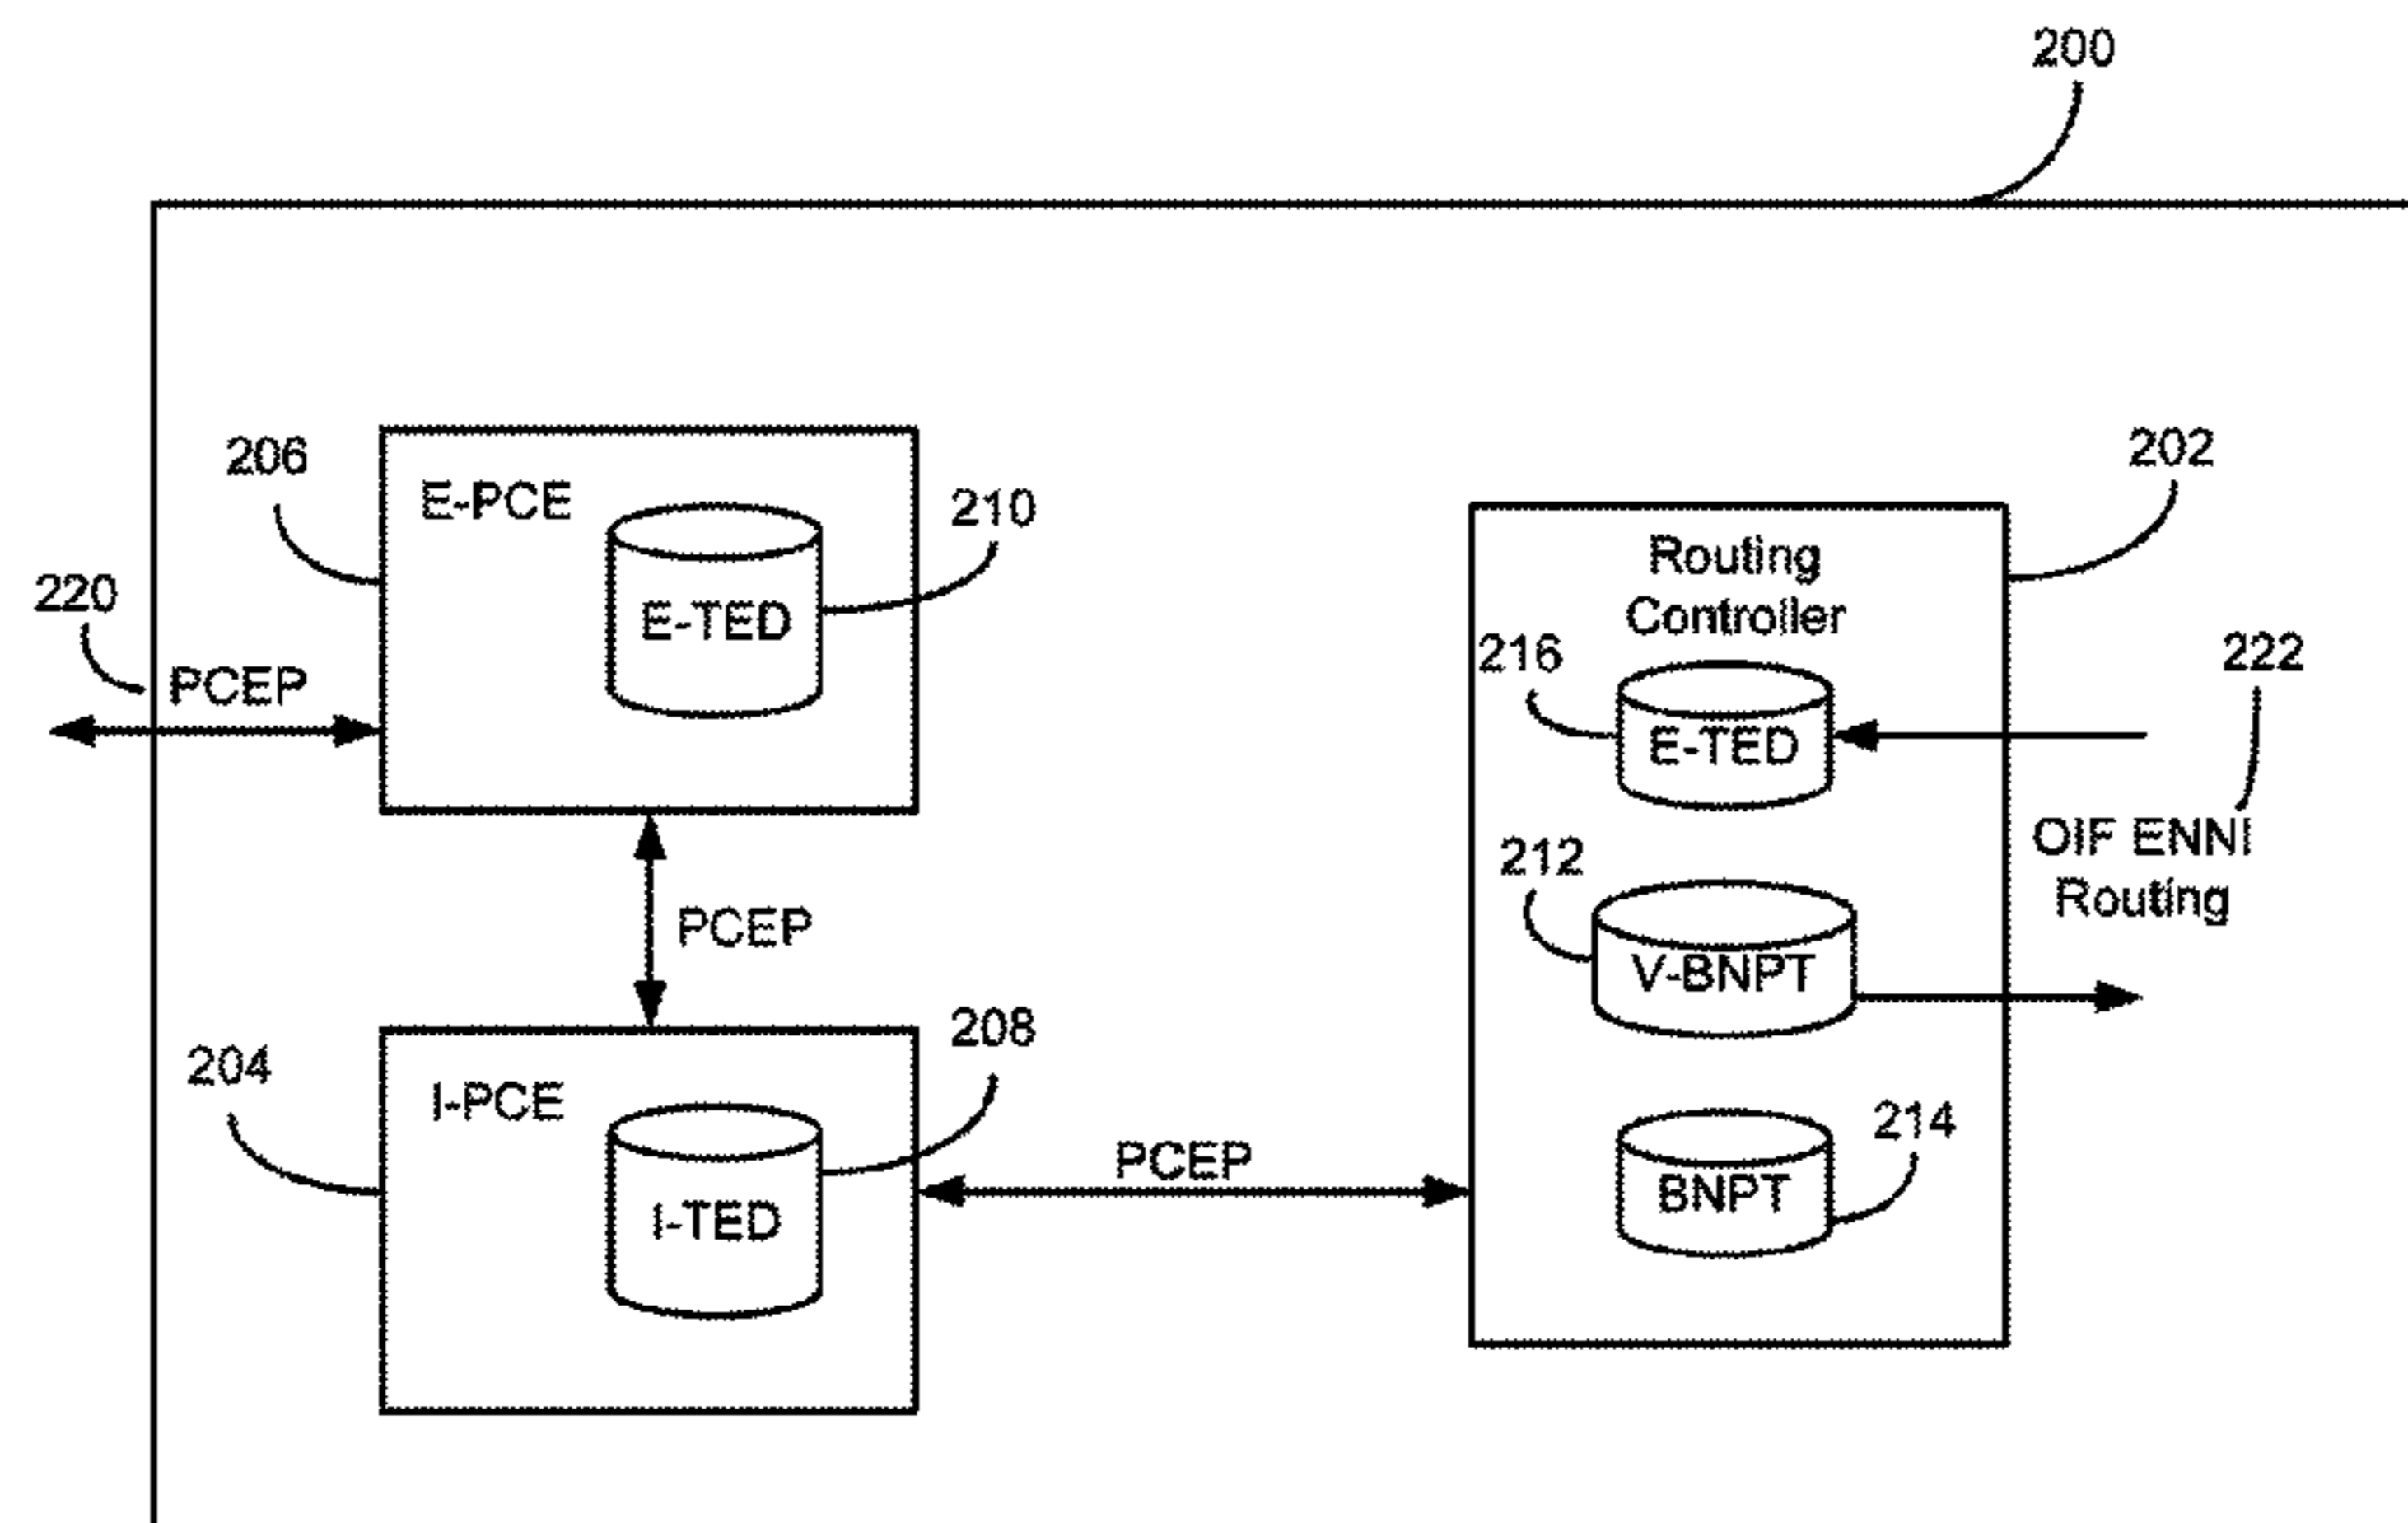 200
206
E-PCE
210
E-TED
220
PCEP
202
Routing
Controller
216
E-TED
222
OIF ENNI
Routing
212
V-BNPT
PCEP
204
I-PCE
208
I-TED
PCEP
214
BNPT